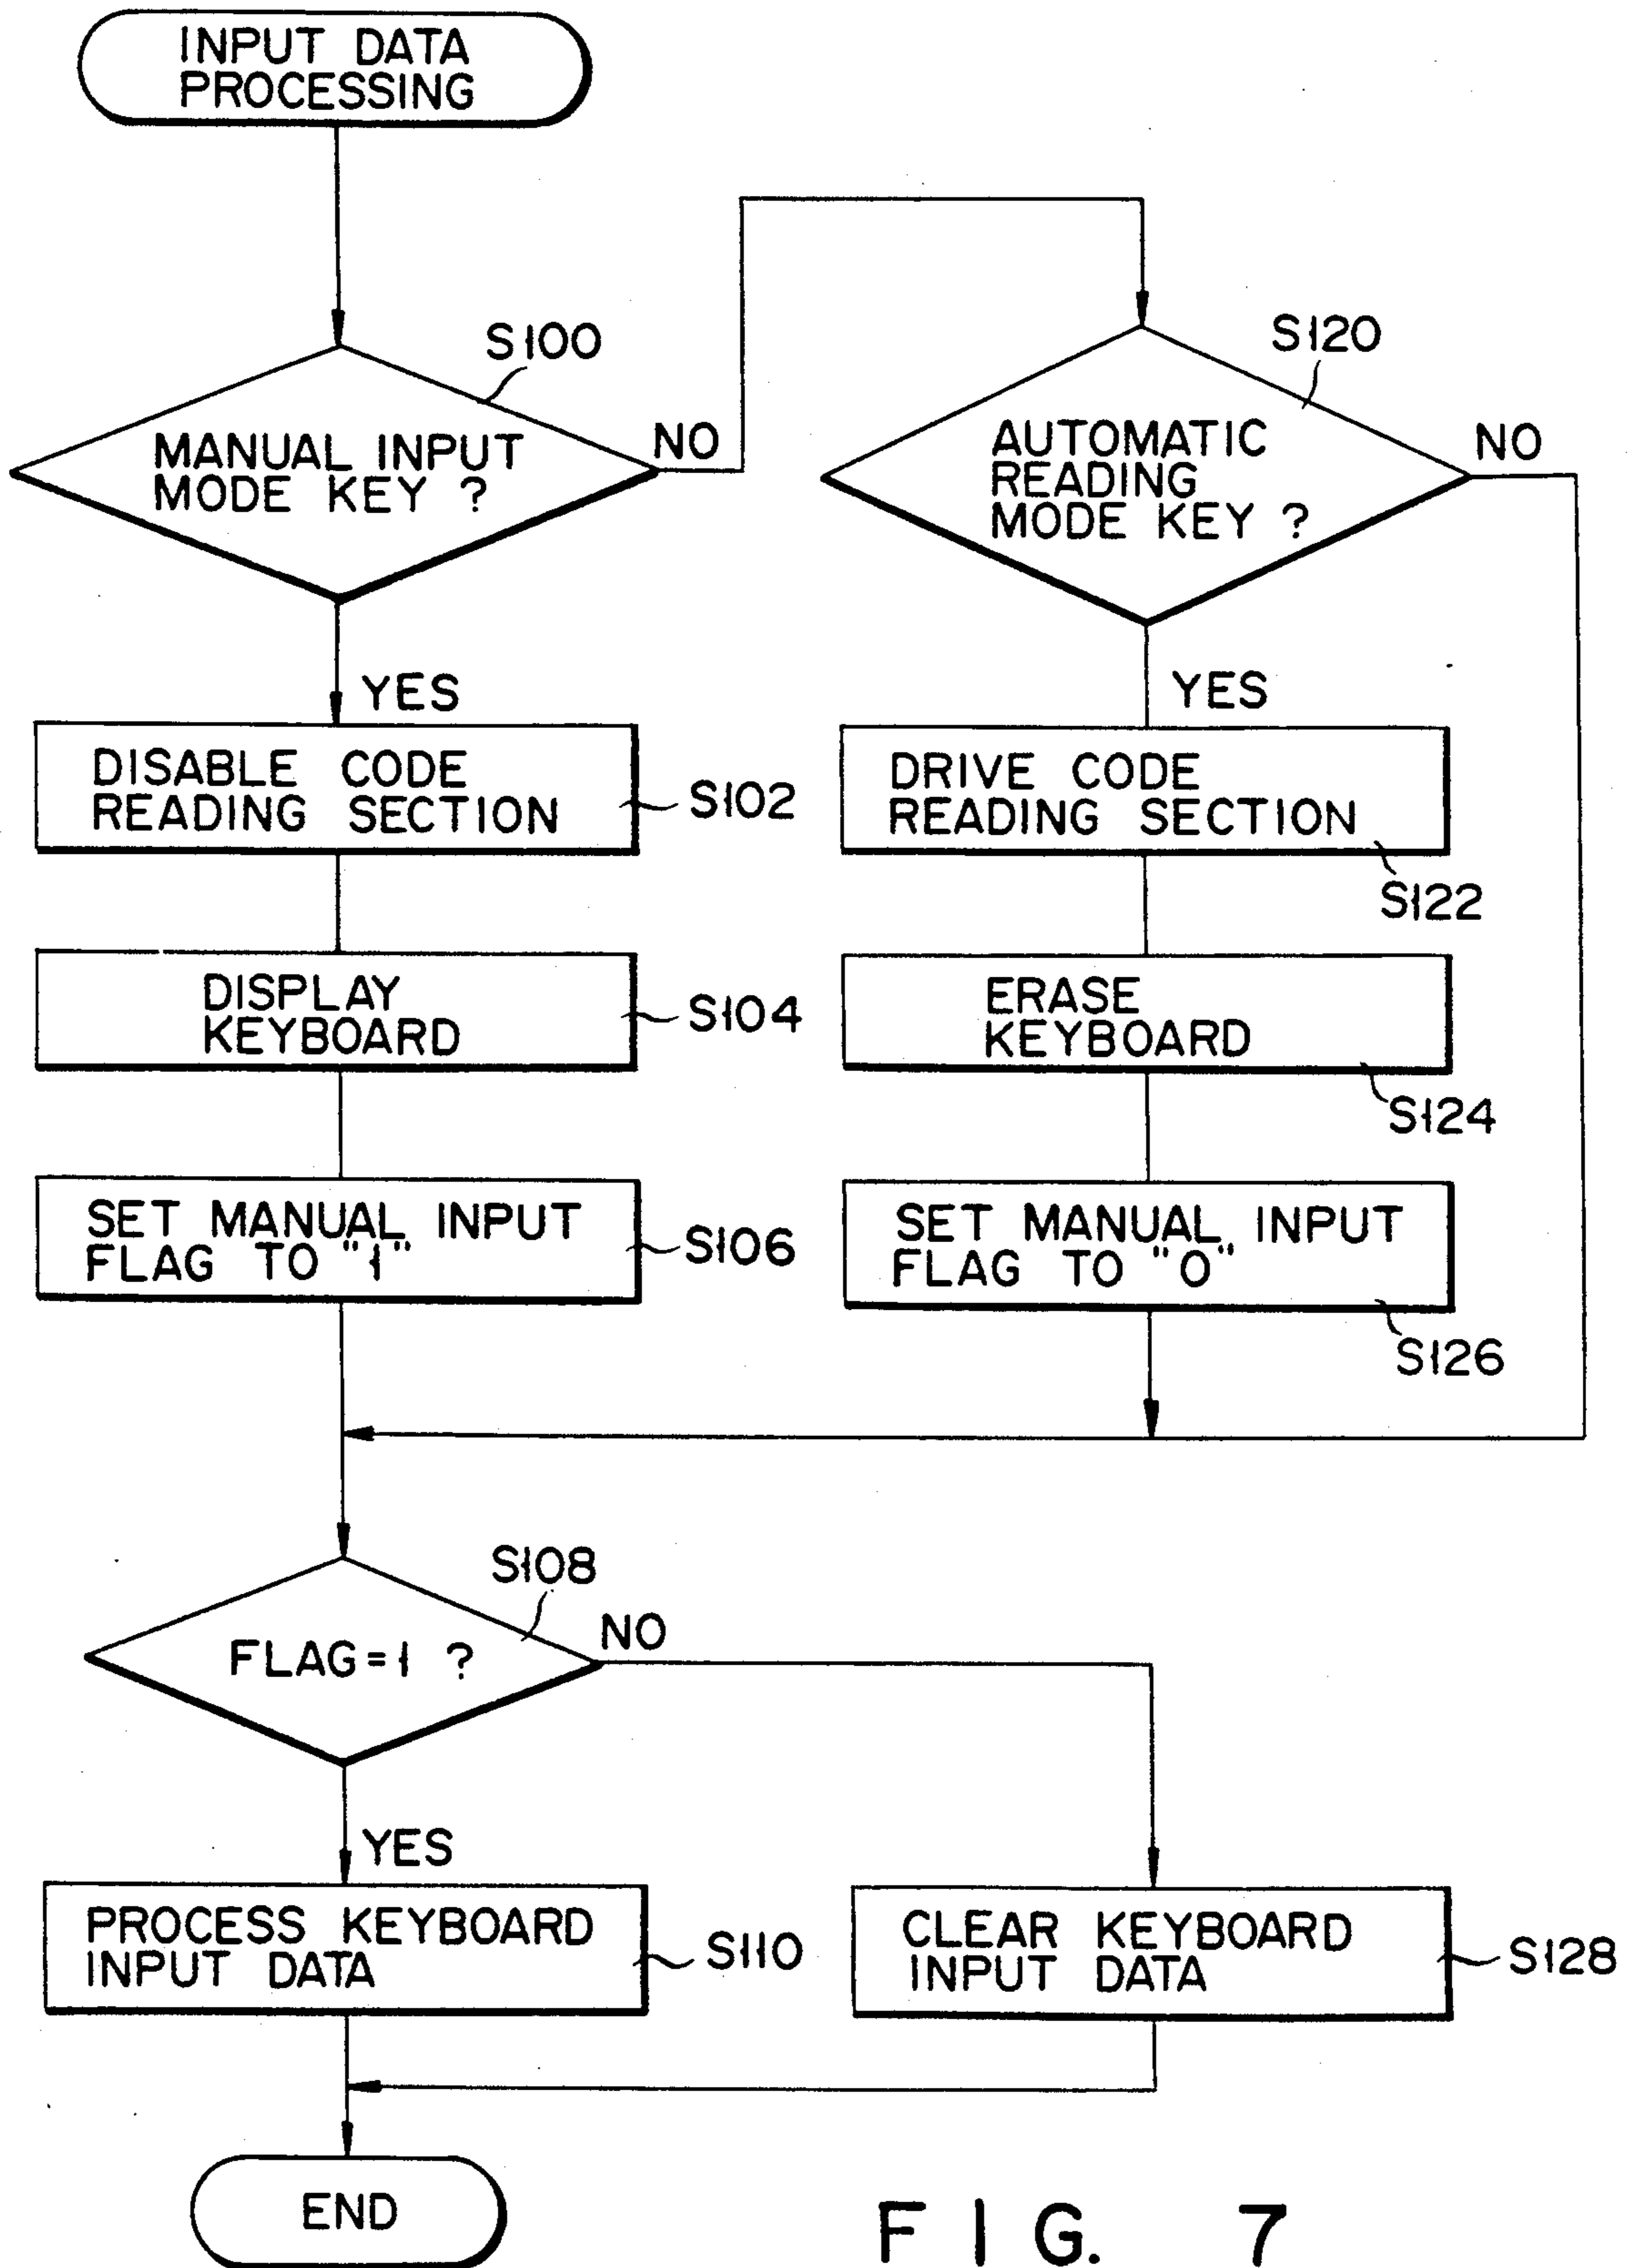 INPUT DATA
PROCESSING
S100
MANUAL INPUT
MODE KEY ?
NO
S120
AUTOMATIC
READING
MODE KEY ?
NO
YES
DISABLE CODE
READING SECTION
S102
YES
DRIVE CODE
READING SECTION
S122
DISPLAY
KEYBOARD
S104
ERASE
KEYBOARD
S124
SET MANUAL INPUT
FLAG TO "1"
S106
SET MANUAL INPUT
FLAG TO "0"
S126
S108
FLAG=1 ?
NO
YES
PROCESS KEYBOARD
INPUT DATA
S110
CLEAR KEYBOARD
INPUT DATA
S128
END
FIG. 7